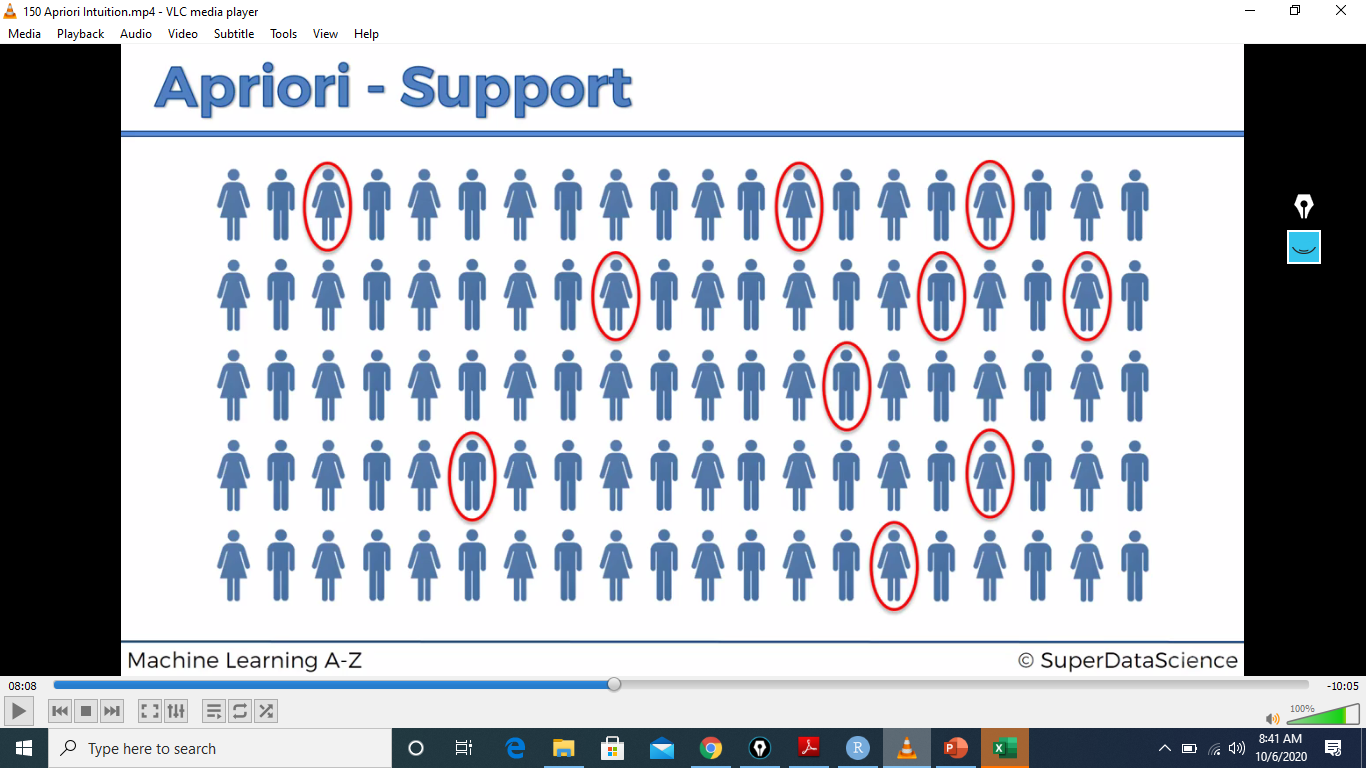 150 Apriori Intuition.mp4 - VLC media player
Media Playback Audio Video Subtitle Tools View Help
Apriori - Support
Machine Learning A-Z
© SuperDataScience
08:08
-10:05
100%
Type here to search
8:41 AM
10/6/2020